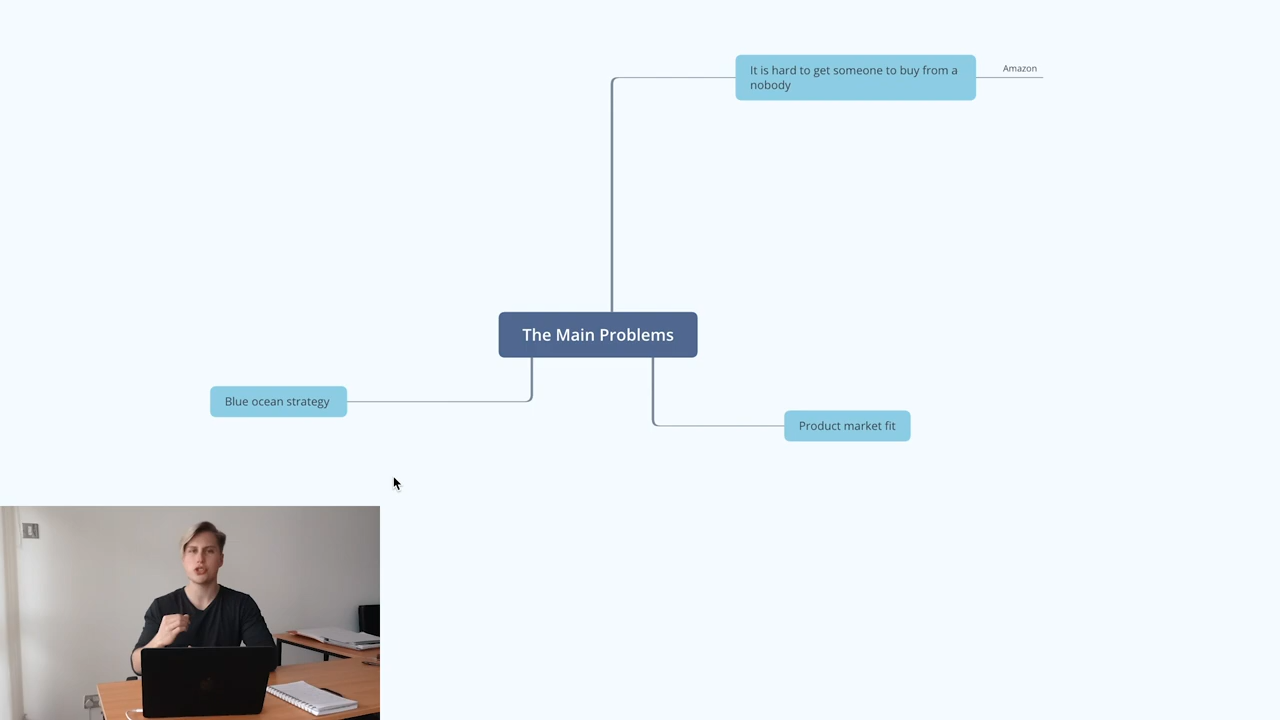 It is hard to get someone to buy from a
nobody
Amazon
The Main Problems
Blue ocean strategy
Product market fit